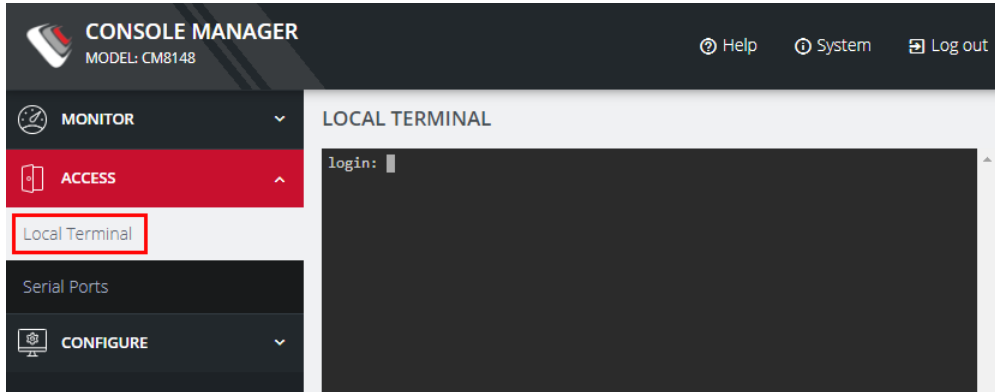 CONSOLE MANAGER
MODEL: CM8148
Help
System
Log out
MONITOR
ACCESS
Local Terminal
Serial Ports
CONFIGURE
LOCAL TERMINAL
login: